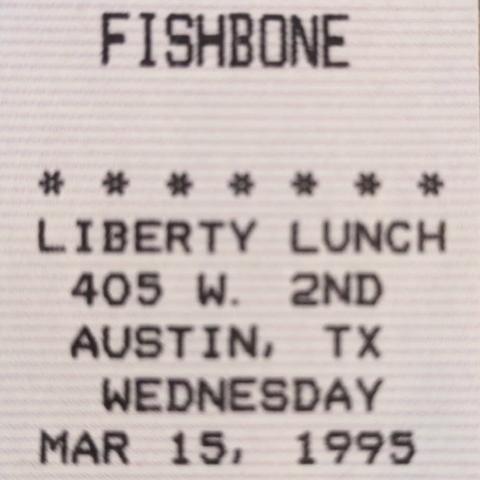 FISHBONE
* * * * * * *
LIBERTY LUNCH
405 W. 2ND
AUSTIN, TX
WEDNESDAY
MAR 15, 1995